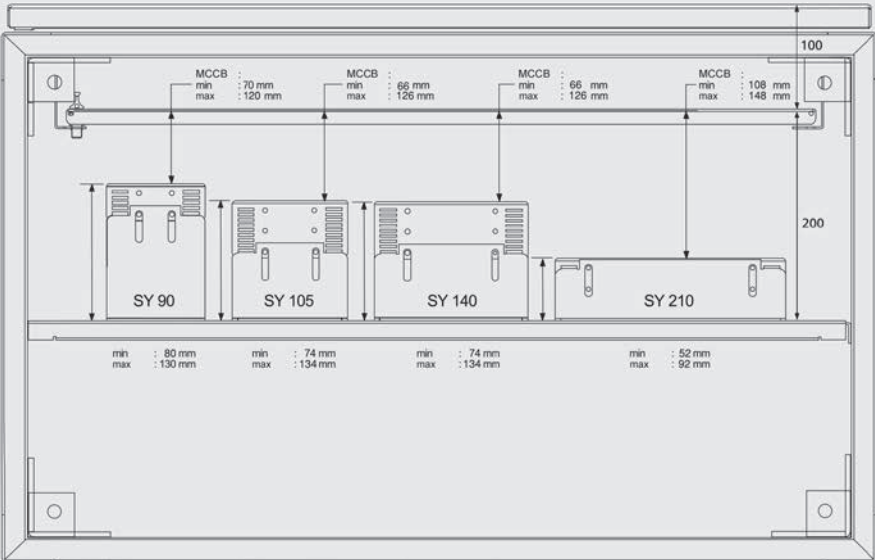 100
MCCB :
min 70 mm
max : 120 mm
MCCB :
min 66 mm
max : 126 mm
MCCB :
min : 66 mm
max : 126 mm
MCCB :
min : 108 mm
max : 148 mm
200
SY 90
SY 105
SY 140
SY 210
min : 80 mm
max : 130 mm
min : 74 mm
max : 134 mm
min : 74 mm
max : 134 mm
min : 52 mm
max : 92 mm